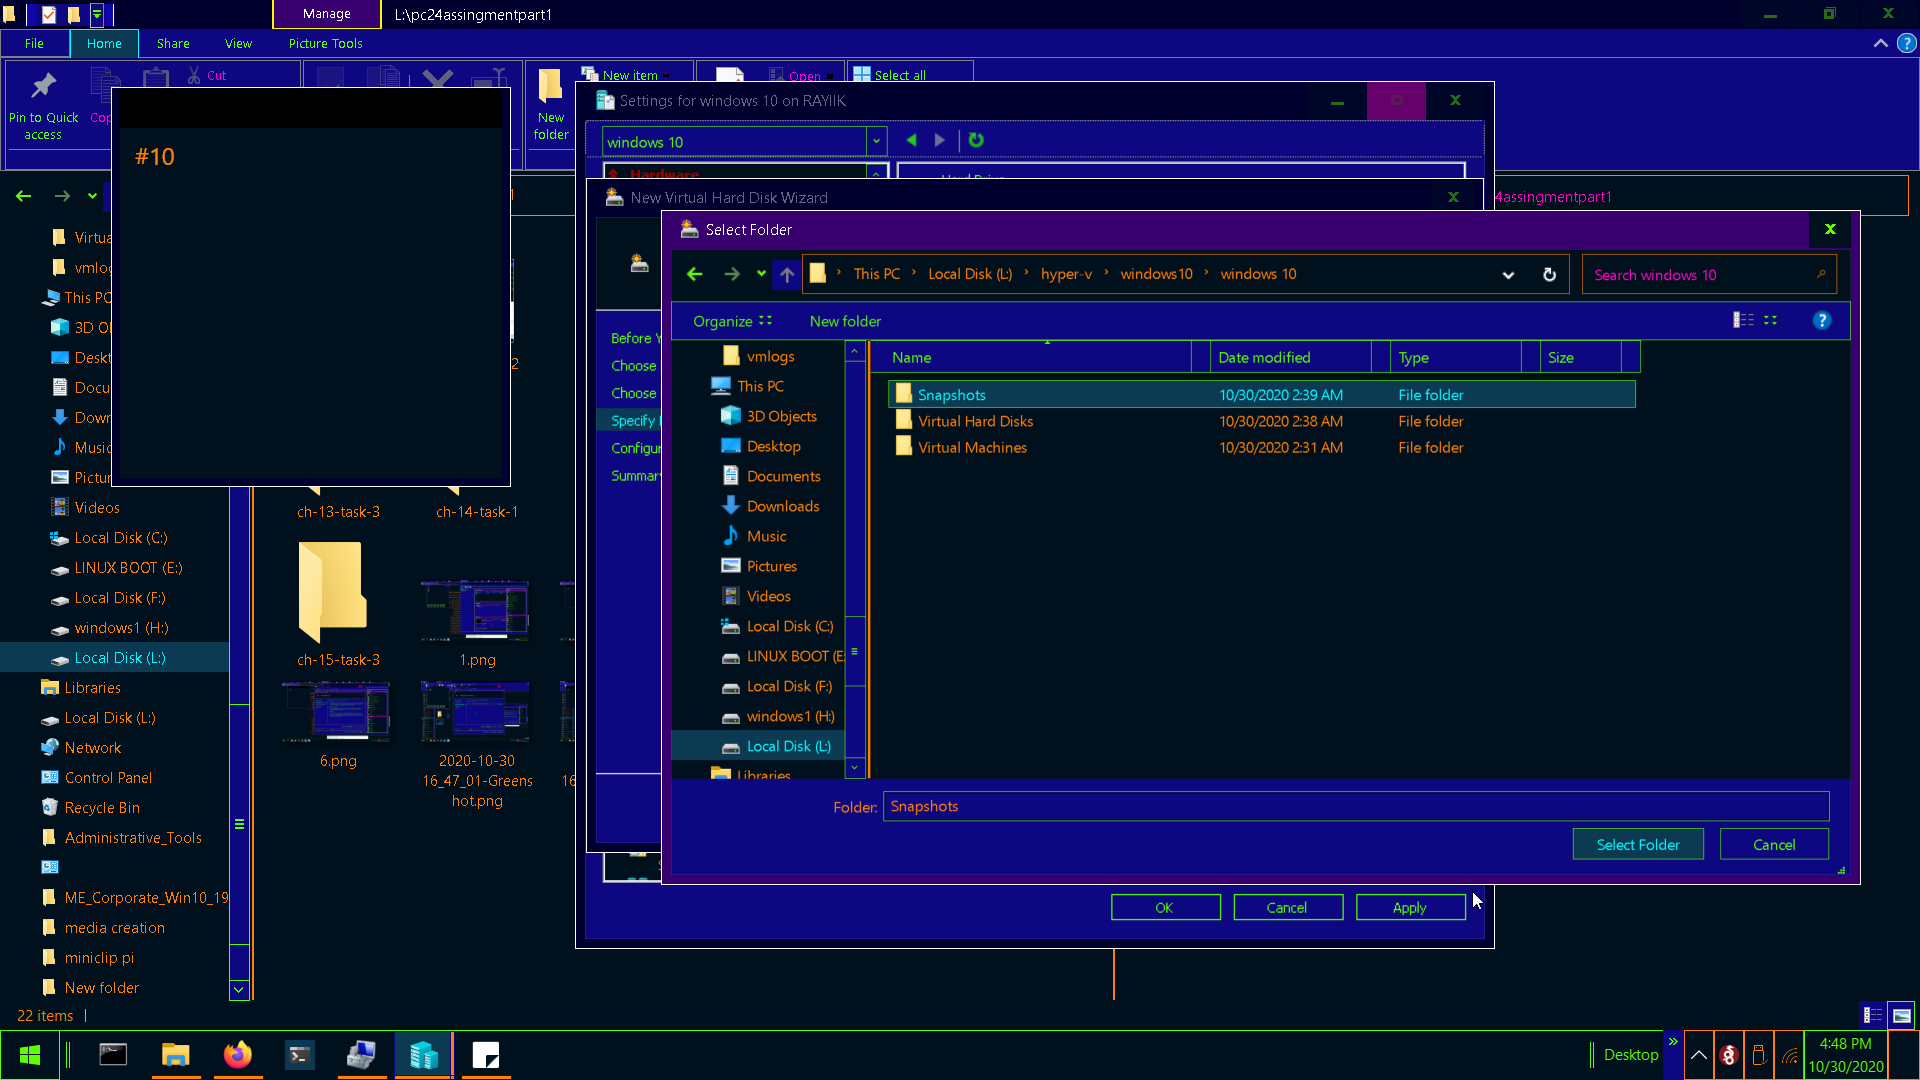 Manage
L:\pc24assingmentpart1
File
Home
Share
View
Picture Tools
Pin to Quick
access
Cut
New item
New
folder
Open
Select all
#10
Settings for windows 10 on RAYIIK
windows 10
Hardware
Hard Drive
New Virtual Hard Disk Wizard
4assingmentpart1
Before
Choose
Choose
Specify
Summar
Select Folder
This PC
Local Disk (L:)
hyper-v
windows10
windows 10
Search windows 10
Organize
New folder
Name
Date modified
Type
Size
Snapshots
10/30/2020 2:39 AM
File folder
Virtual Hard Disks
10/30/2020 2:38 AM
File folder
Virtual Machines
10/30/2020 2:31 AM
File folder
vmlogs
This PC
3D Objects
Desktop
Documents
Downloads
Music
Pictures
Videos
Local Disk (C:)
LINUX BOOT (E:
Local Disk (F:)
windows1 (H:)
Local Disk (L:)
Libraries
Folder:
Snapshots
Select Folder
Cancel
OK
Cancel
Apply
Virtua
vmlo
This PC
3D O
Deskt
Docu
Down
Music
Pictur
Videos
Local Disk (C:)
LINUX BOOT (E:)
Local Disk (F:)
windows1 (H:)
Local Disk (L:)
Libraries
Local Disk (L:)
Network
Control Panel
Recycle Bin
Administrative_Tools
ME_Corporate_Win10_19
media creation
miniclip pi
New folder
ch-13-task-3
ch-14-task-1
ch-15-task-3
1.png
6.png
2020-10-30
16_47_01-Greens
hot.png
22 items
Desktop
4:48 PM
10/30/2020